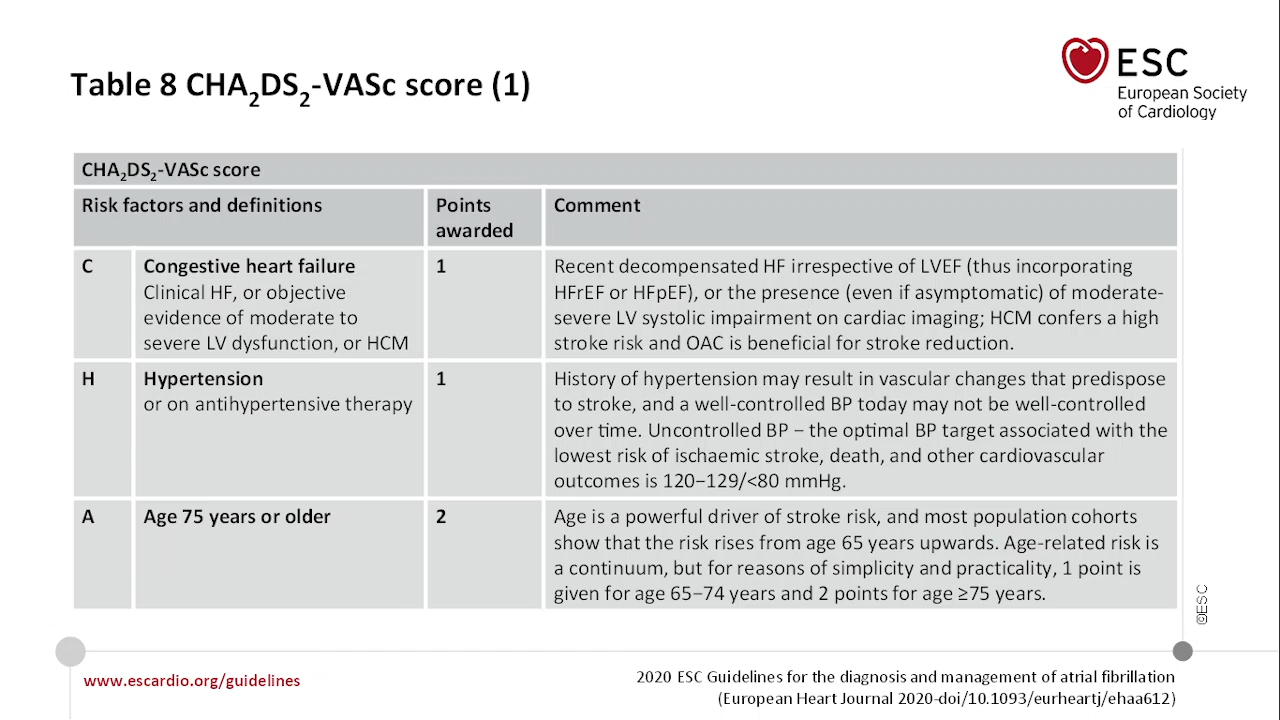 Table 8 CHA2DS2-VASc score (1)
ESC
European Society
of Cardiology
CHA2DS2-VASc score
Risk factors and definitions
Points
awarded
Comment
C
Congestive heart failure
Clinical HF, or objective
evidence of moderate to
severe LV dysfunction, or HCM
1
Recent decompensated HF irrespective of LVEF (thus incorporating
HFrEF or HFpEF), or the presence (even if asymptomatic) of moderate-
severe LV systolic impairment on cardiac imaging; HCM confers a high
stroke risk and OAC is beneficial for stroke reduction.
H
Hypertension
or on antihypertensive therapy
1
History of hypertension may result in vascular changes that predispose
to stroke, and a well-controlled BP today may not be well-controlled
over time. Uncontrolled BP − the optimal BP target associated with the
lowest risk of ischaemic stroke, death, and other cardiovascular
outcomes is 120−129/<80 mmHg.
A
Age 75 years or older
2
Age is a powerful driver of stroke risk, and most population cohorts
show that the risk rises from age 65 years upwards. Age-related risk is
a continuum, but for reasons of simplicity and practicality, 1 point is
given for age 65−74 years and 2 points for age ≥75 years.
©ESC
www.escardio.org/guidelines
2020 ESC Guidelines for the diagnosis and management of atrial fibrillation
(European Heart Journal 2020-doi/10.1093/eurheartj/ehaa612)